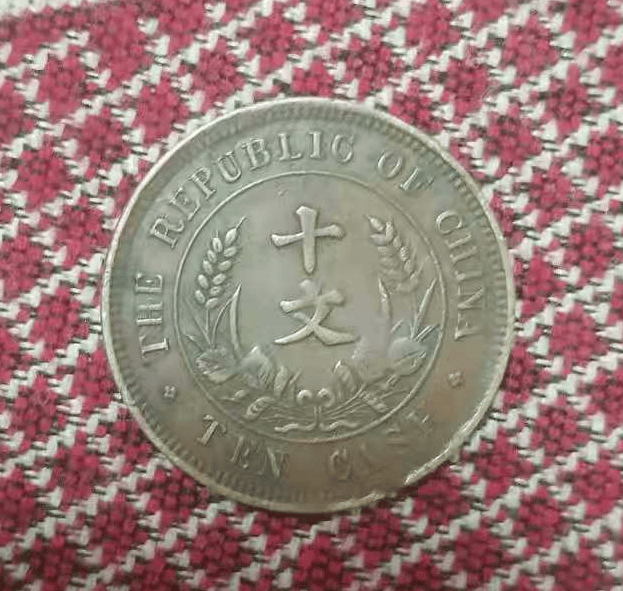 THE REPUBLIC OF CHINA
十
文
TEN CASH